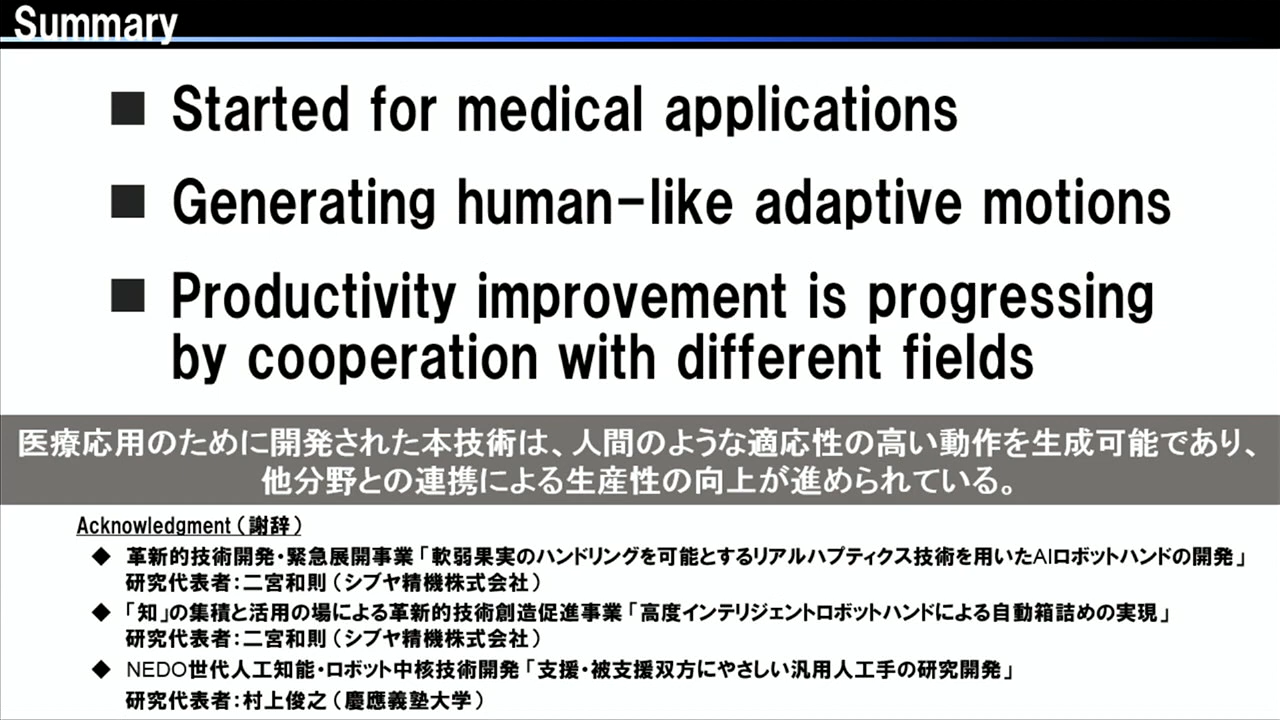 Summary
■ Started for medical applications
■ Generating human-like adaptive motions
■ Productivity improvement is progressing
by cooperation with different fields
医療応用のために開発された本技術は、人間のような適応性の高い動作を生成可能であり、
他分野との連携による生産性の向上が進められている。
Acknowledgment（謝辞）
◆ 革新的技術開発・緊急展開事業「軟弱果実のハンドリングを可能とするリアルハプティクス技術を用いたAIロボットハンドの開発」
研究代表者：二宮和則（シブヤ精機株式会社）
◆ 「知」の集積と活用の場による革新的技術創造促進事業「高度インテリジェントロボットハンドによる自動箱詰めの実現」
研究代表者：二宮和則（シブヤ精機株式会社）
◆ NEDO世代人工知能・ロボット中核技術開発「支援・被支援双方にやさしい汎用人工手の研究開発」
研究代表者：村上俊之（慶應義塾大学）